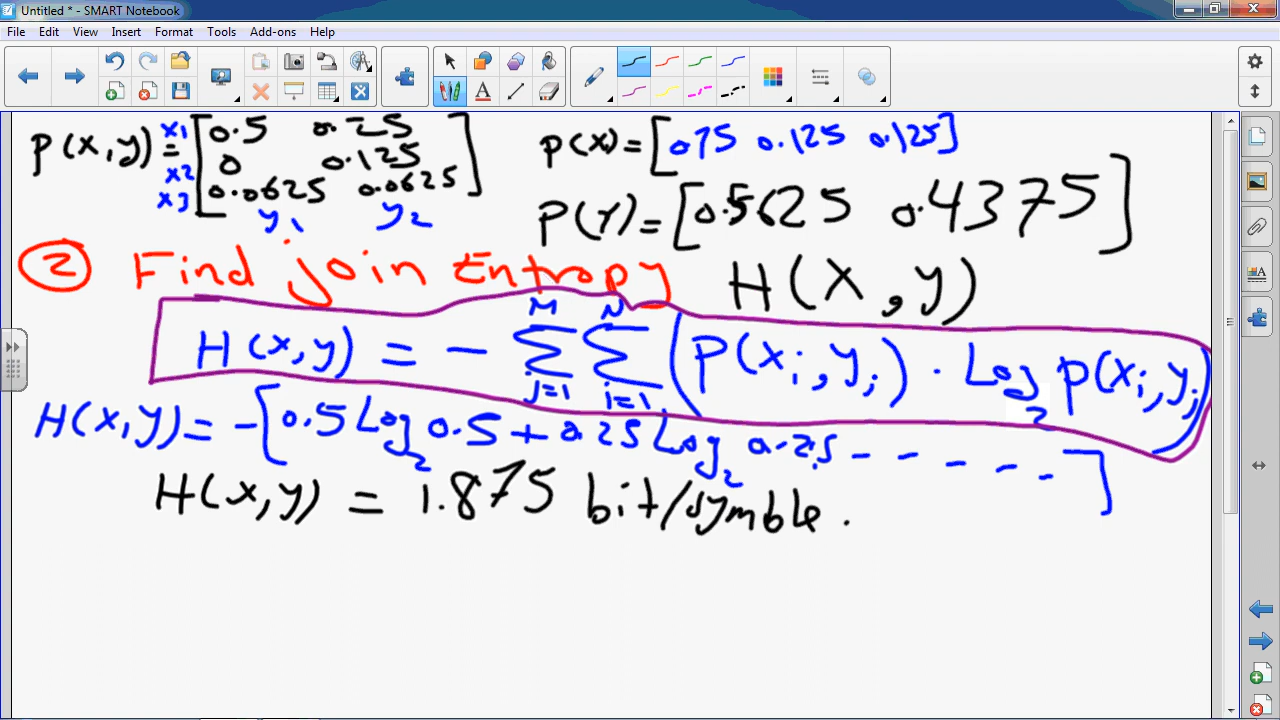 Untitled * - SMART Notebook
File Edit View Insert Format Tools Add-ons Help
P(x,y) = x1 [0.5 0.25
x2 0 0.125
x3 0.0625 0.0625]
y1 y2
P(X) = [075 0.125 0.125]
P(Y) = [0.5625 0.4375]
② Find join Entropy H(X,y)
H(x,y) = - M∑j=1 N∑i=1 (P(xi,yj) · Log2 P(xi,yj))
H(x,y) = -[0.5 Log2 0.5 + 0.25 Log2 0.25 - - - - - ]
H(x,y) = 1.875 bit/symble.